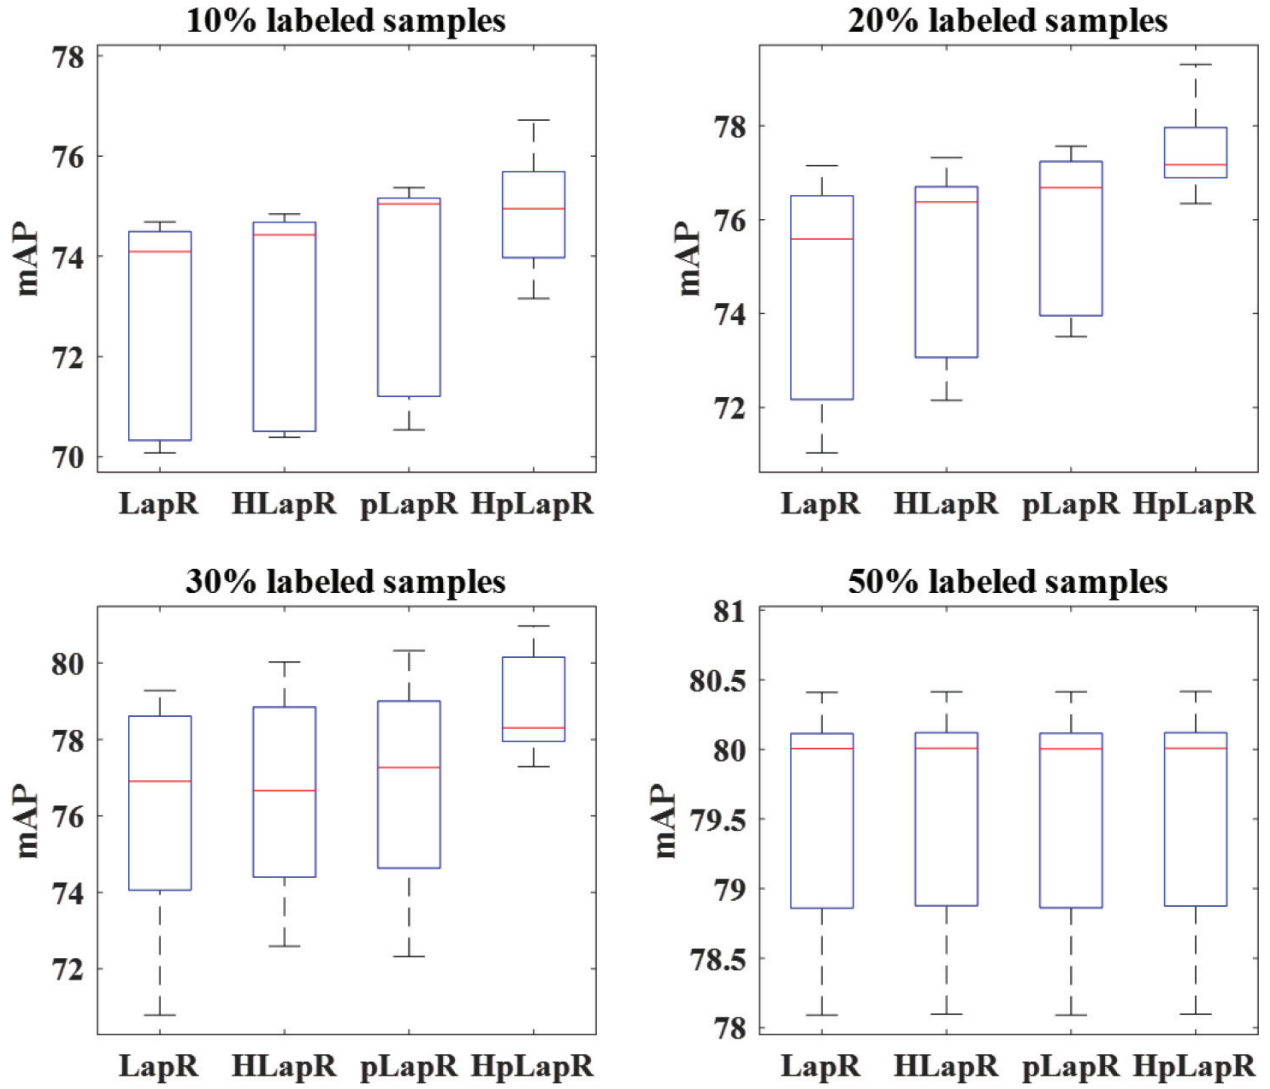 10% labeled samples
78
76
74
72
70
mAP
LapR HLapR pLapR HpLapR
20% labeled samples
78
76
74
72
mAP
LapR HLapR pLapR HpLapR
30% labeled samples
80
78
76
74
72
mAP
LapR HLapR pLapR HpLapR
50% labeled samples
81
80.5
80
79.5
79
78.5
78
mAP
LapR HLapR pLapR HpLapR